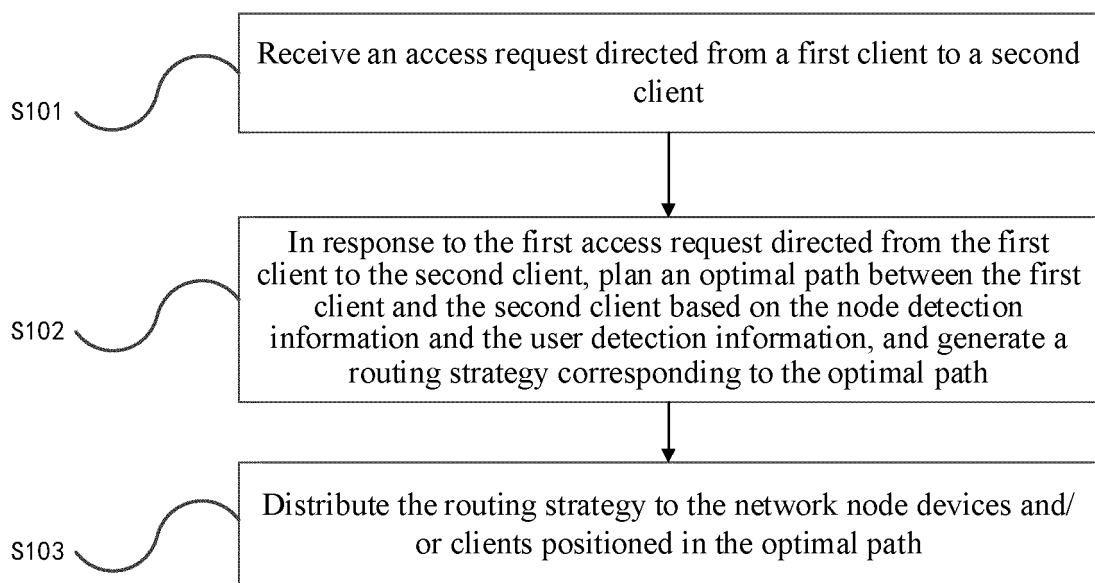 Receive an access request directed from a first client to a second
client
S101
In response to the first access request directed from the first
client to the second client, plan an optimal path between the first
client and the second client based on the node detection
information and the user detection information, and generate a
routing strategy corresponding to the optimal path
S102
Distribute the routing strategy to the network node devices and/
or clients positioned in the optimal path
S103